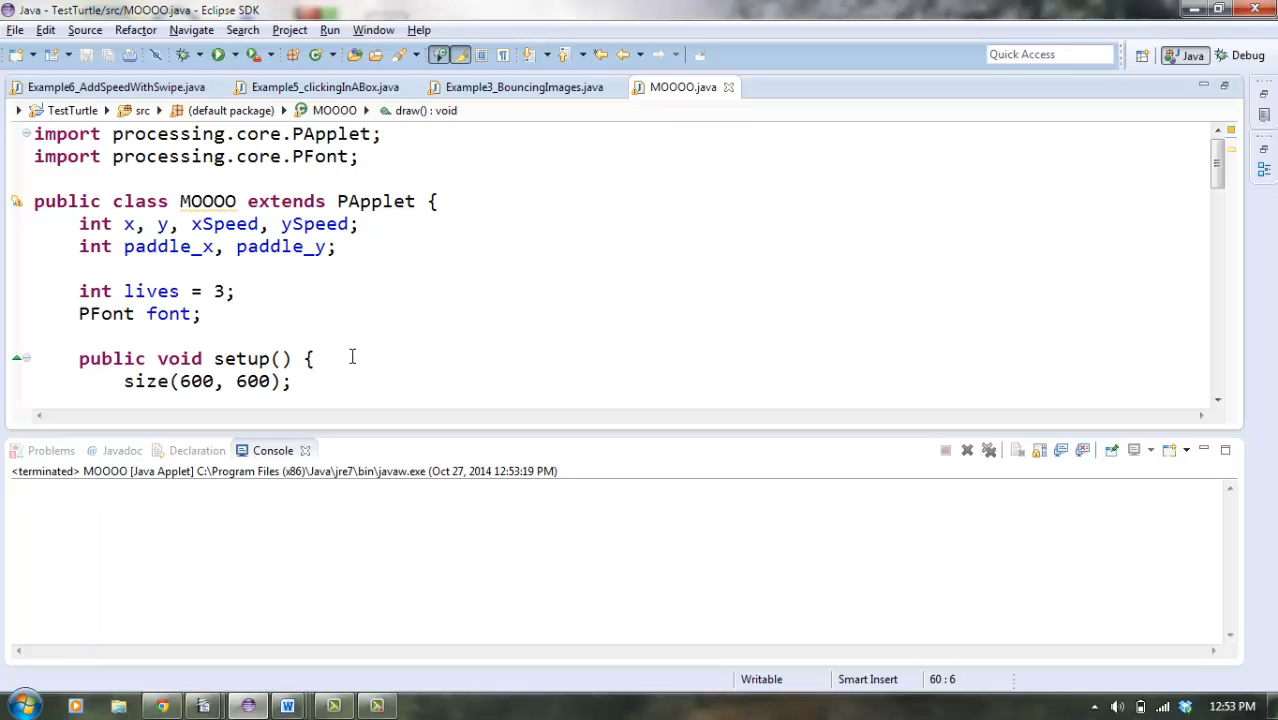 Java - TestTurtle/src/MOOOO.java - Eclipse SDK
File Edit Source Refactor Navigate Search Project Run Window Help
Quick Access Java Debug
Example6_AddSpeedWithSwipe.java Example5_clickingInABox.java Example3_BouncingImages.java MOOOO.java
TestTurtle src (default package) MOOOO draw() : void
import processing.core.PApplet;
import processing.core.PFont;
public class MOOOO extends PApplet {
int x, y, xSpeed, ySpeed;
int paddle_x, paddle_y;
int lives = 3;
PFont font;
public void setup() {
size(600, 600);
Problems @ Javadoc Declaration Console
<terminated> MOOOO [Java Applet] C:\Program Files (x86)\Java\jre7\bin\javaw.exe (Oct 27, 2014 12:53:19 PM)
Writable Smart Insert 60 : 6
12:53 PM